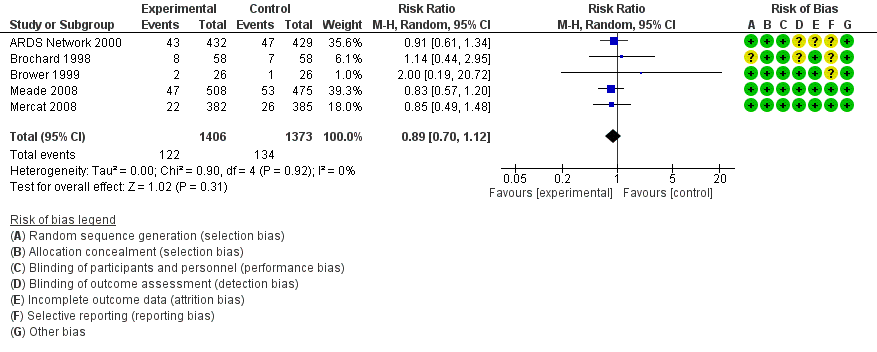 Experimental Control Risk Ratio Risk Ratio Risk of Bias
Study or Subgroup Events Total Events Total Weight M-H, Random, 95% CI M-H, Random, 95% CI A B C D E F G
ARDS Network 2000 43 432 47 429 35.6% 0.91 [0.61, 1.34] + + + ? ? ? +
Brochard 1998 8 58 7 58 6.1% 1.14 [0.44, 2.95] ? + + ? + ? +
Brower 1999 2 26 1 26 1.0% 2.00 [0.19, 20.72] + + + + + ? +
Meade 2008 47 508 53 475 39.3% 0.83 [0.57, 1.20] + + + + + + +
Mercat 2008 22 382 26 385 18.0% 0.85 [0.49, 1.48] + + + + + + +
Total (95% CI) 1406 1373 100.0% 0.89 [0.70, 1.12]
Total events 122 134
Heterogeneity: Tau² = 0.00; Chi² = 0.90, df = 4 (P = 0.92); I² = 0%
Test for overall effect: Z = 1.02 (P = 0.31)
0.05 0.2 1 5 20
Favours [experimental] Favours [control]
Risk of bias legend
(A) Random sequence generation (selection bias)
(B) Allocation concealment (selection bias)
(C) Blinding of participants and personnel (performance bias)
(D) Blinding of outcome assessment (detection bias)
(E) Incomplete outcome data (attrition bias)
(F) Selective reporting (reporting bias)
(G) Other bias